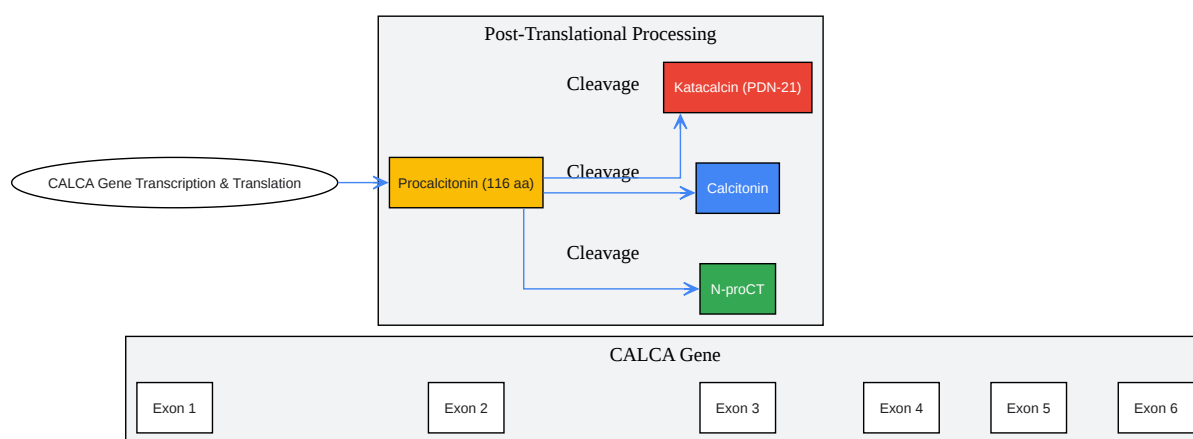 Post-Translational Processing
Cleavage
Katacalcin (PDN-21)
CALCA Gene Transcription & Translation
Procalcitonin (116 aa)
Cleavage
Calcitonin
Cleavage
N-proCT
CALCA Gene
Exon 1
Exon 2
Exon 3
Exon 4
Exon 5
Exon 6